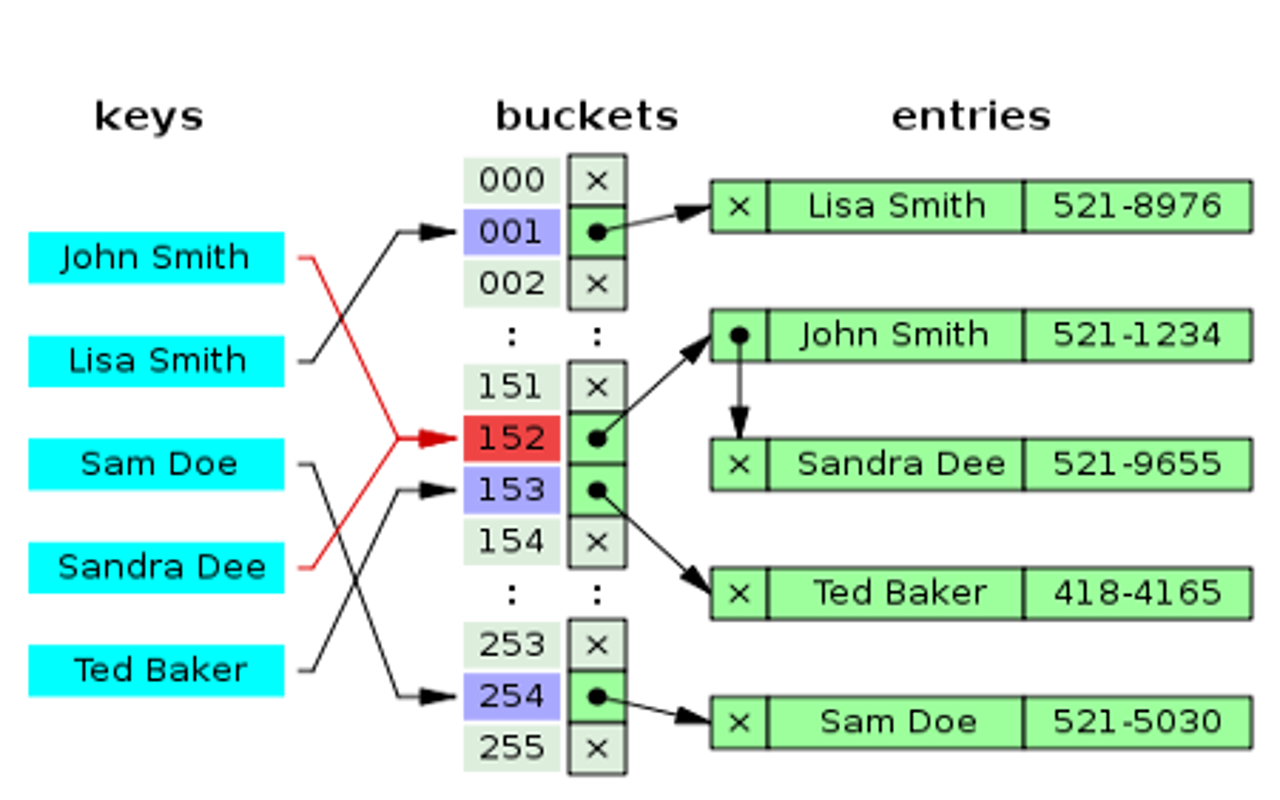 keys
buckets
entries
John Smith
Lisa Smith
Sam Doe
Sandra Dee
Ted Baker
000 ×
001
002 ×
: :
151 ×
152
153
154 ×
: :
253 ×
254
255 ×
× Lisa Smith 521-8976
John Smith 521-1234
× Sandra Dee 521-9655
× Ted Baker 418-4165
× Sam Doe 521-5030